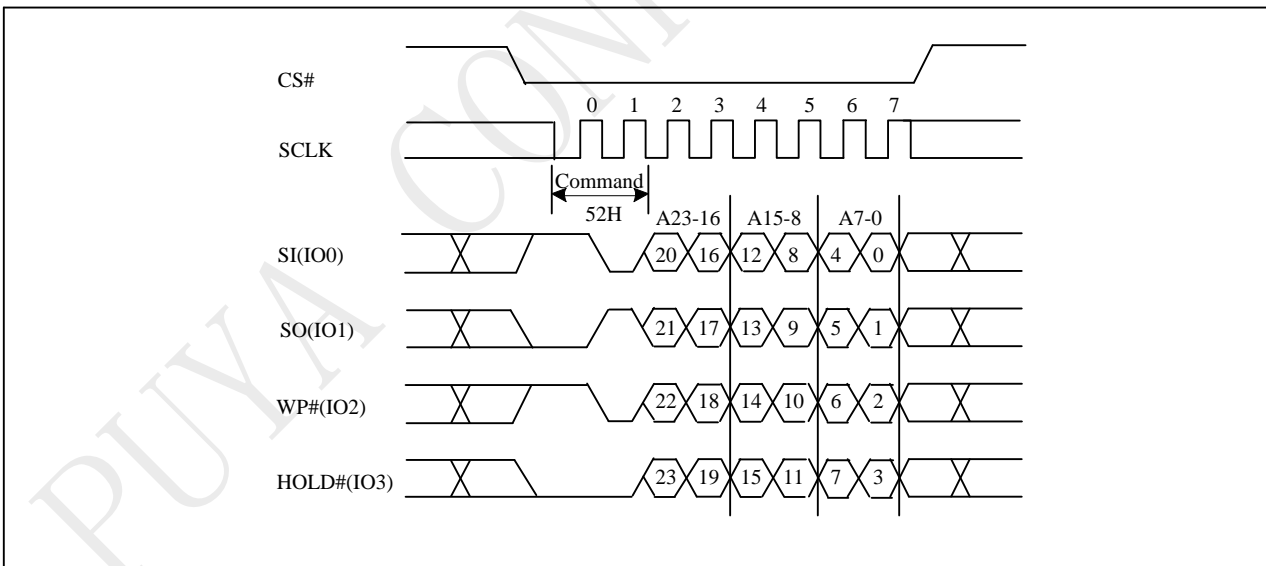 PUYA CONF
CS#
0 1 2 3 4 5 6 7
SCLK
Command
52H
A23-16 A15-8 A7-0
SI(IO0) 20 16 12 8 4 0
SO(IO1) 21 17 13 9 5 1
WP#(IO2) 22 18 14 10 6 2
HOLD#(IO3) 23 19 15 11 7 3